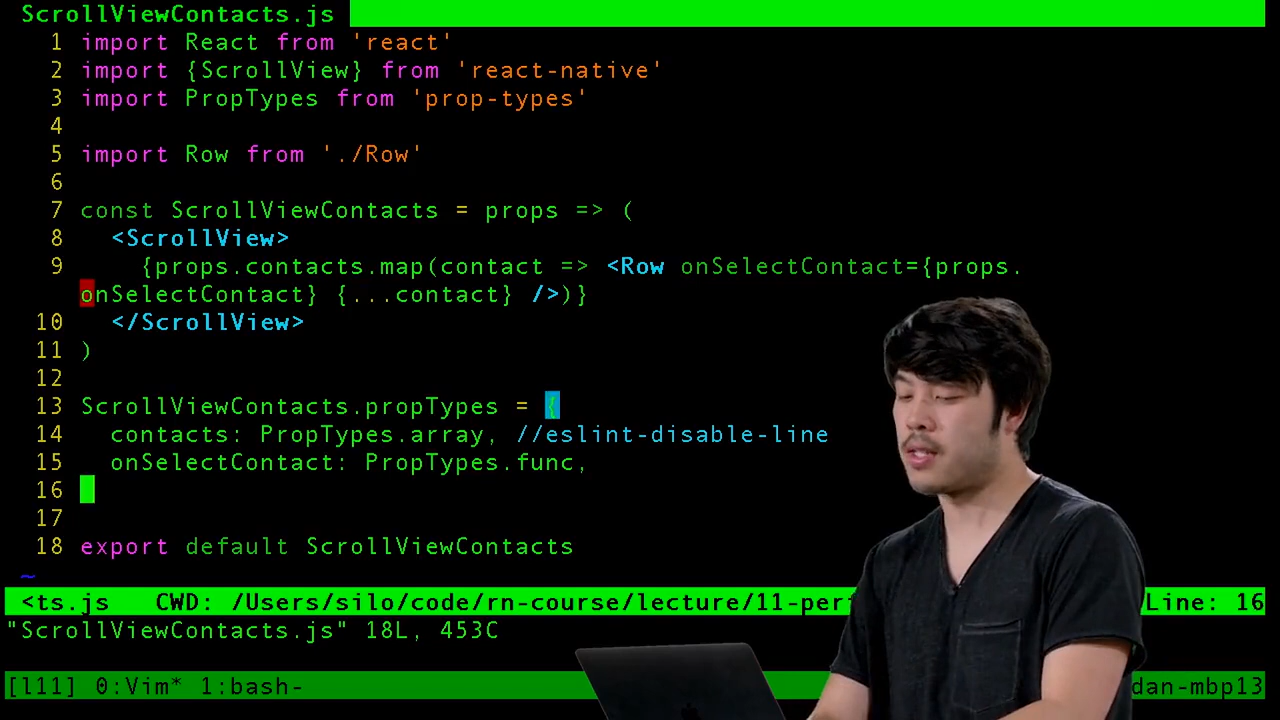 ScrollViewContacts.js
1 import React from 'react'
2 import {ScrollView} from 'react-native'
3 import PropTypes from 'prop-types'
4
5 import Row from './Row'
6
7 const ScrollViewContacts = props => (
8 <ScrollView>
9 {props.contacts.map(contact => <Row onSelectContact={props.
onSelectContact} {...contact} />)}
10 </ScrollView>
11 )
12
13 ScrollViewContacts.propTypes = {
14 contacts: PropTypes.array, //eslint-disable-line
15 onSelectContact: PropTypes.func,
16
17
18 export default ScrollViewContacts
~
<ts.js CWD: /Users/silo/code/rn-course/lecture/11-perf Line: 16
"ScrollViewContacts.js" 18L, 453C
[l11] 0:Vim* 1:bash- dan-mbp13